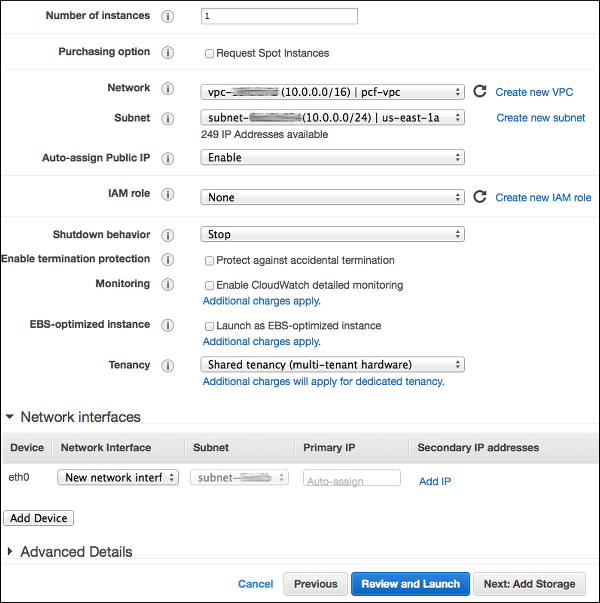 Number of instances 1
Purchasing option Request Spot Instances
Network vpc- (10.0.0.0/16) | pcf-vpc Create new VPC
Subnet subnet- (10.0.0.0/24) | us-east-1a Create new subnet
249 IP Addresses available
Auto-assign Public IP Enable
IAM role None Create new IAM role
Shutdown behavior Stop
Enable termination protection Protect against accidental termination
Monitoring Enable CloudWatch detailed monitoring
Additional charges apply.
EBS-optimized instance Launch as EBS-optimized instance
Additional charges apply.
Tenancy Shared tenancy (multi-tenant hardware)
Additional charges will apply for dedicated tenancy.
Network interfaces
Device Network Interface Subnet Primary IP Secondary IP addresses
eth0 New network interf subnet- Auto-assign Add IP
Add Device
Advanced Details
Cancel Previous Review and Launch Next: Add Storage